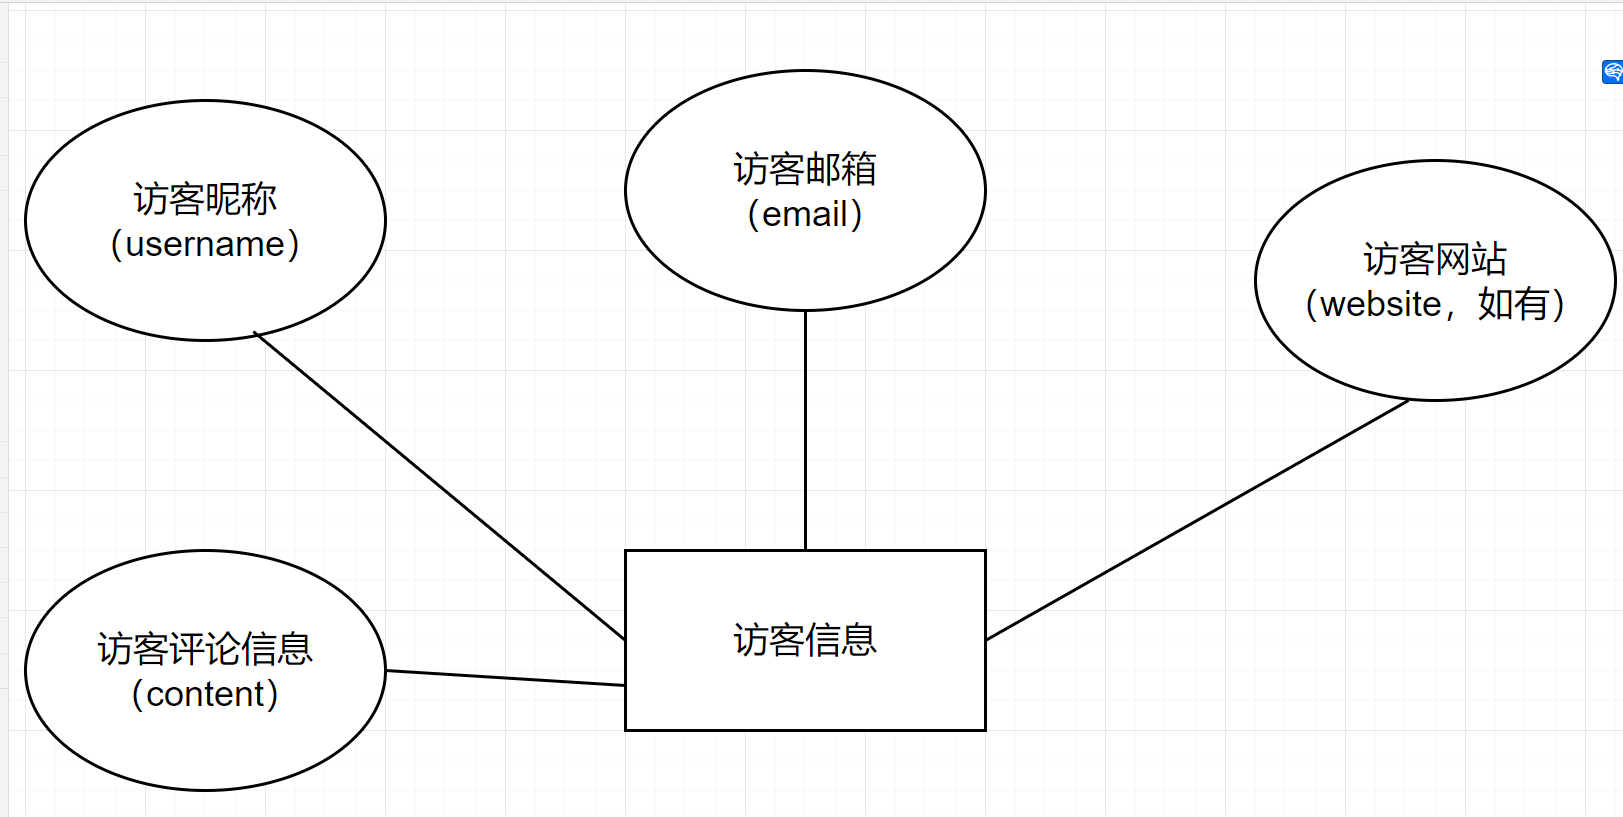 访客昵称
（username）
访客邮箱
（email）
访客网站
（website，如有）
访客评论信息
（content）
访客信息